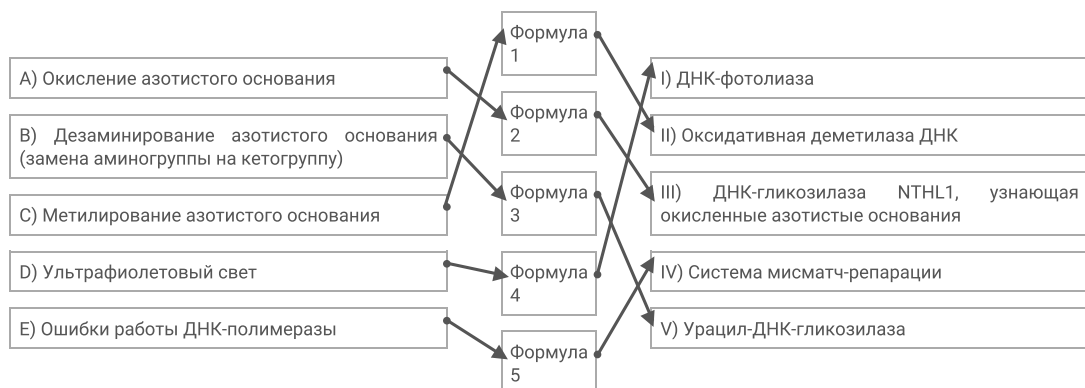 A) Окисление азотистого основания
B) Дезаминирование азотистого основания
(замена аминогруппы на кетогруппу)
C) Метилирование азотистого основания
D) Ультрафиолетовый свет
E) Ошибки работы ДНК-полимеразы
Формула
1
Формула
2
Формула
3
Формула
4
Формула
5
I) ДНК-фотолиаза
II) Оксидативная деметилаза ДНК
III) ДНК-гликозилаза NTHL1, узнающая
окисленные азотистые основания
IV) Система мисматч-репарации
V) Урацил-ДНК-гликозилаза